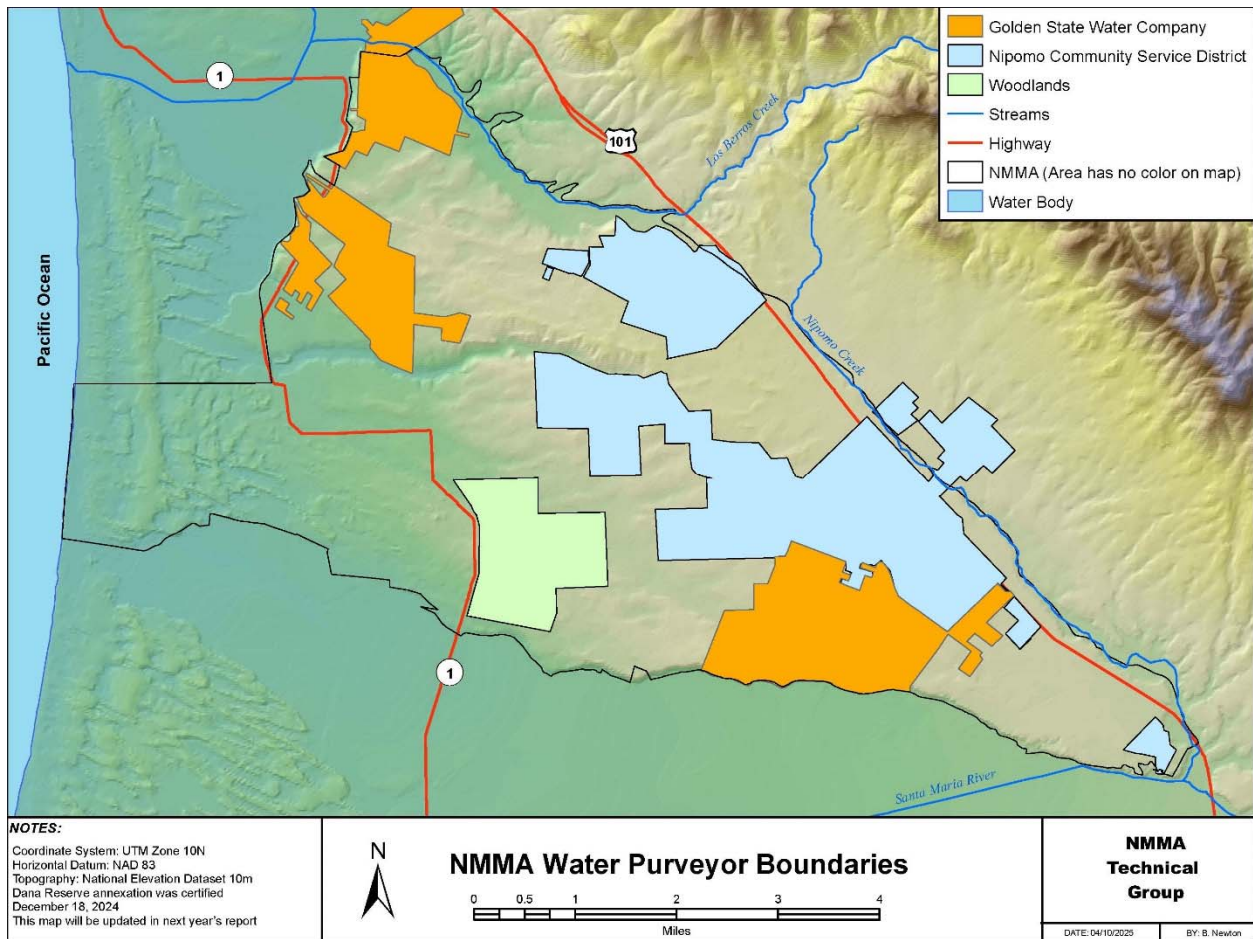 Golden State Water Company
Nipomo Community Service District
Woodlands
Streams
Highway
NMMA (Area has no color on map)
Water Body
1
101
Los Berros Creek
Pacific Ocean
Nipomo Creek
1
Santa Maria River
NOTES:
Coordinate System: UTM Zone 10N
Horizontal Datum: NAD 83
Topography: National Elevation Dataset 10m
Dana Reserve annexation was certified
December 18, 2024
This map will be updated in next year's report
N
NMMA Water Purveyor Boundaries
0 0.5 1 2 3 4
Miles
NMMA
Technical
Group
DATE: 04/10/2025 BY: B. Newton